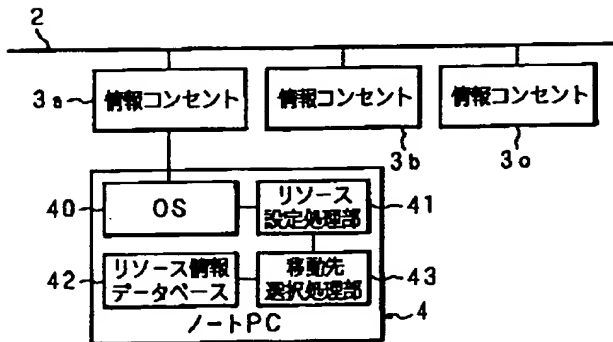 2
3a
情報コンセント
情報コンセント
情報コンセント
3b
3c
40
OS
リソース
設定処理部
41
42
リソース情報
データベース
移動先
選択処理部
43
ノートPC
4